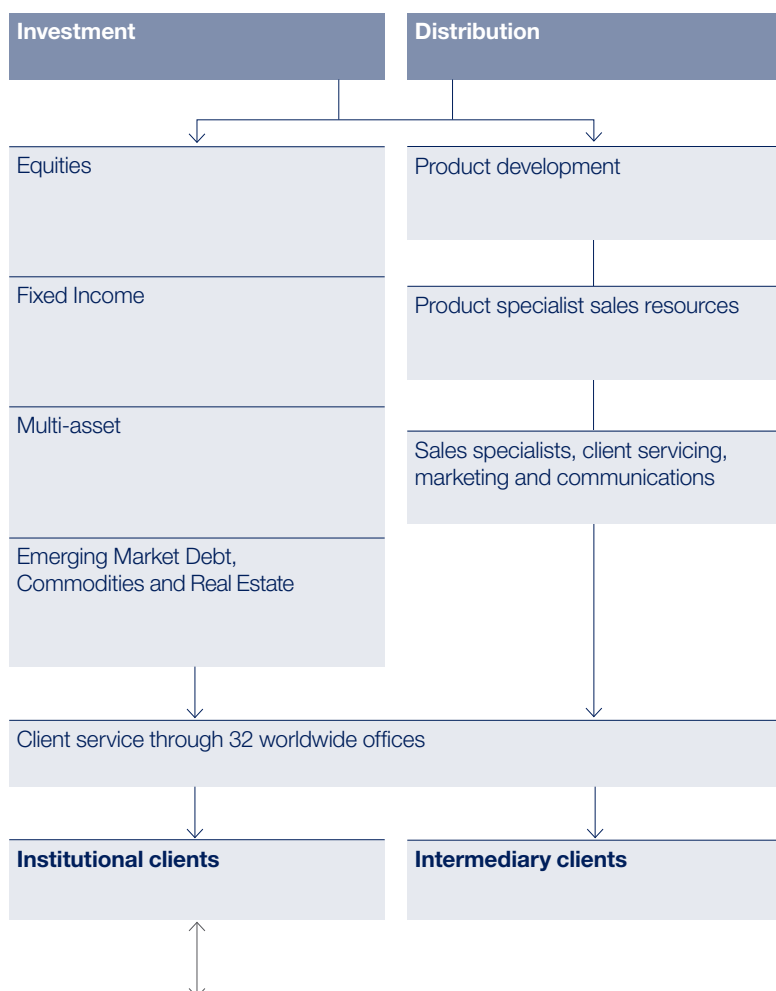 Investment
Distribution
Equities
Product development
Fixed Income
Product specialist sales resources
Multi-asset
Sales specialists, client servicing,
marketing and communications
Emerging Market Debt,
Commodities and Real Estate
Client service through 32 worldwide offices
Institutional clients
Intermediary clients